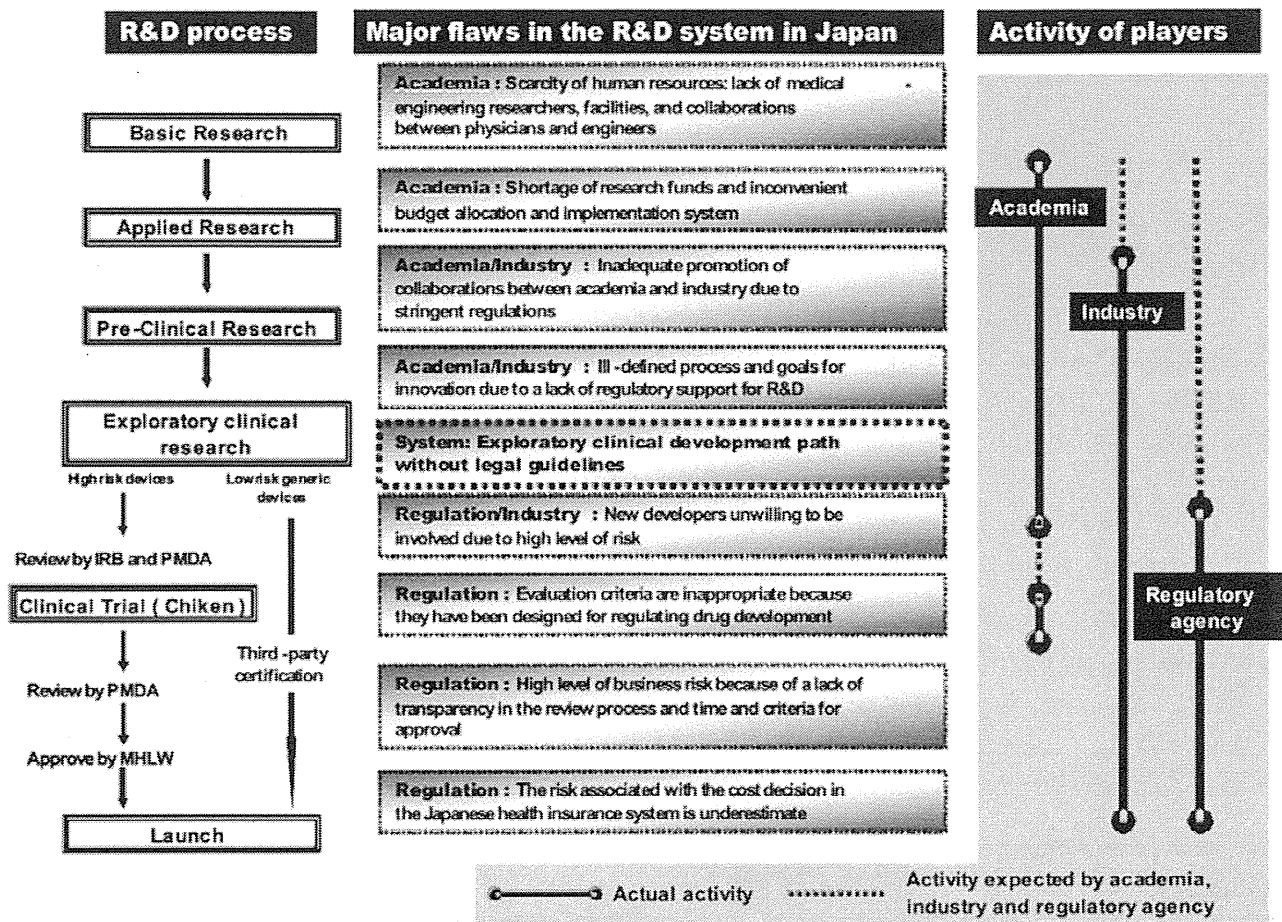 R&D process
Basic Research
Applied Research
Pre-Clinical Research
Exploratory clinical
research
High risk devices
Low risk generic
devices
Review by IRB and PMDA
Clinical Trial ( Chiken )
Third -party
certification
Review by PMDA
Approve by MHLW
Launch
Major flaws in the R&D system in Japan
Academia : Scarcity of human resources: lack of medical
engineering researchers, facilities, and collaborations
between physicians and engineers
Academia : Shortage of research funds and inconvenient
budget allocation and implementation system
Academia/Industry : Inadequate promotion of
collaborations between academia and industry due to
stringent regulations
Academia/Industry : Ill -defined process and goals for
innovation due to a lack of regulatory support for R&D
System: Exploratory clinical development path
without legal guidelines
Regulation/Industry : New developers unwilling to be
involved due to high level of risk
Regulation : Evaluation criteria are inappropriate because
they have been designed for regulating drug development
Regulation : High level of business risk because of a lack of
transparency in the review process and time and criteria for
approval
Regulation : The risk associated with the cost decision in
the Japanese health insurance system is underestimate
Activity of players
Academia
Industry
Regulatory
agency
Actual activity
Activity expected by academia,
industry and regulatory agency